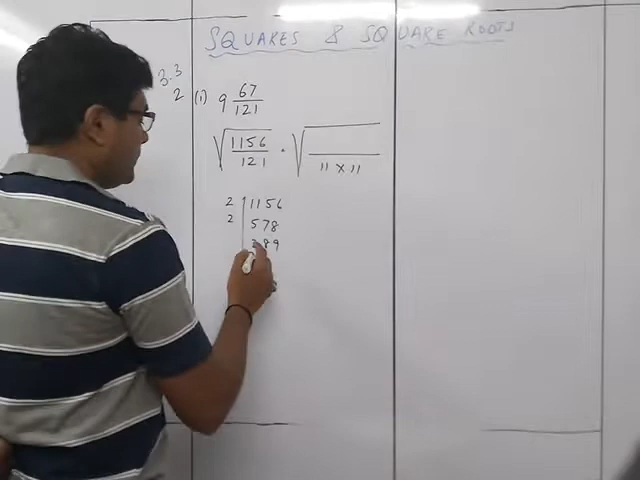 SQUARES & SQUARE ROOTS
3.3
2 (1) 9 67/121
√1156/121 = √ /11 x 11
2 | 1156
2 | 578
289